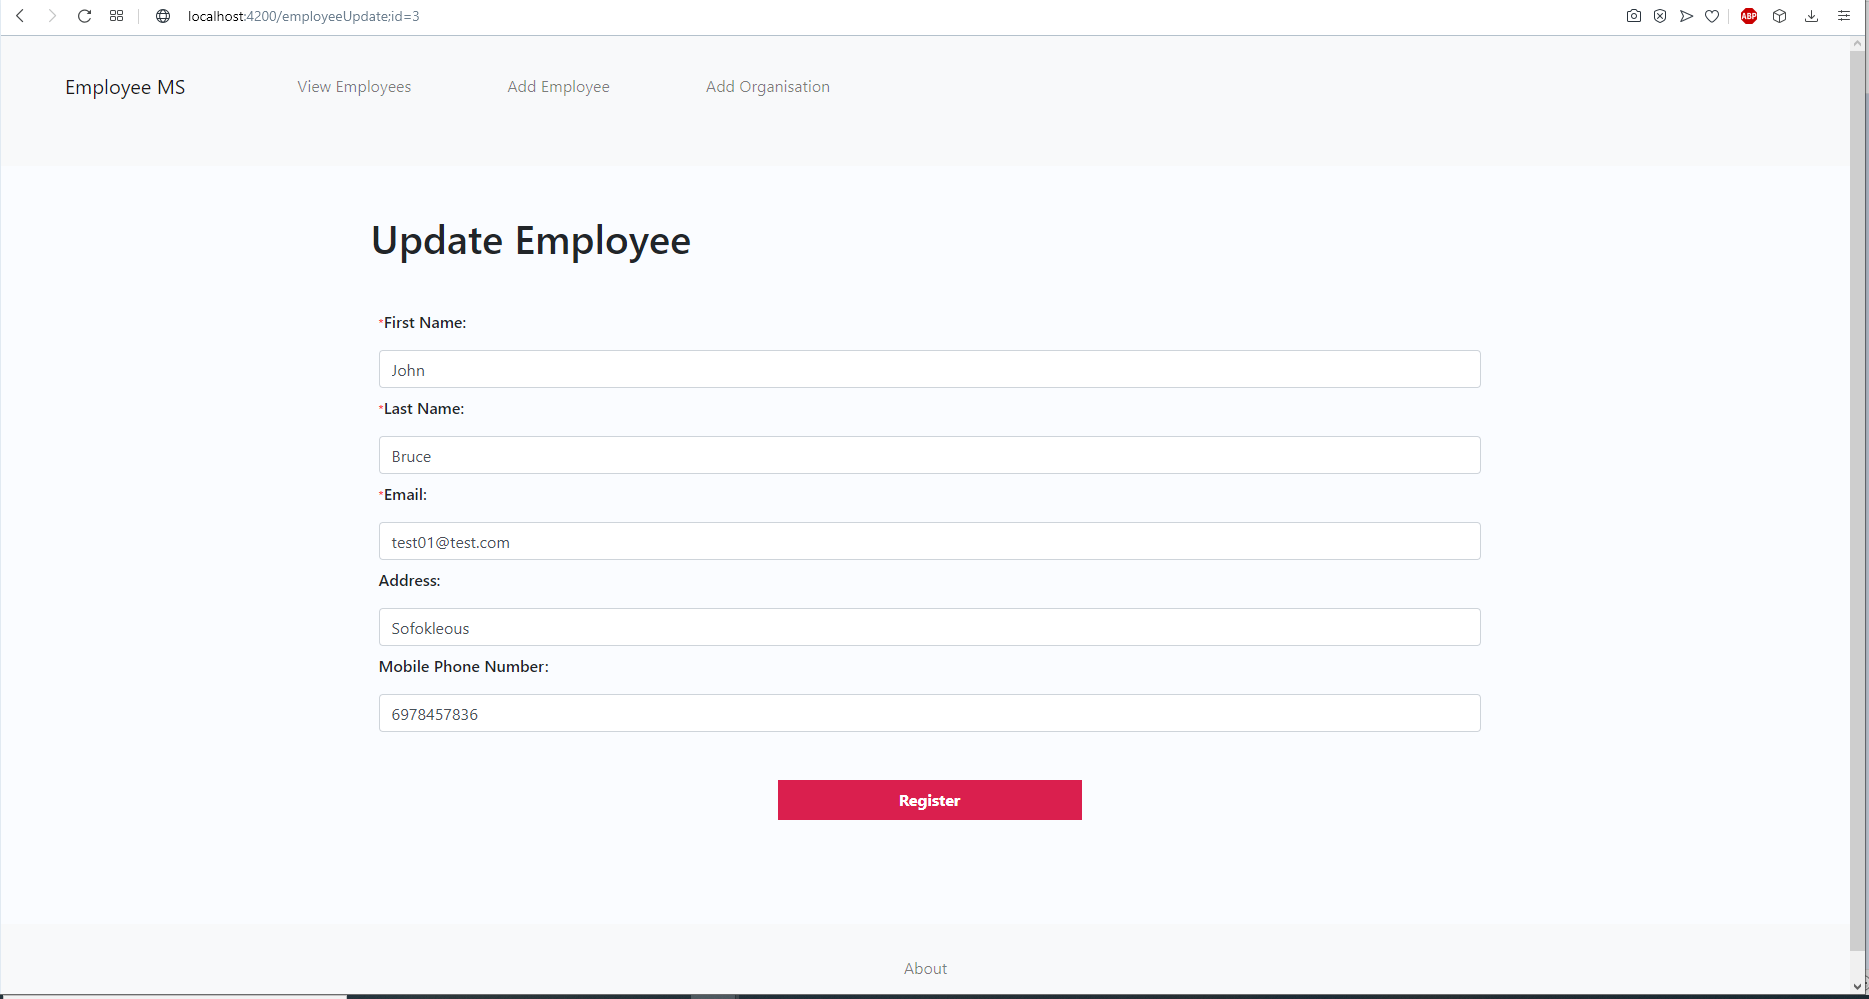 localhost:4200/employeeUpdate;id=3
ABP
Employee MS View Employees Add Employee Add Organisation
Update Employee
*First Name:
John
*Last Name:
Bruce
*Email:
test01@test.com
Address:
Sofokleous
Mobile Phone Number:
6978457836
Register
About